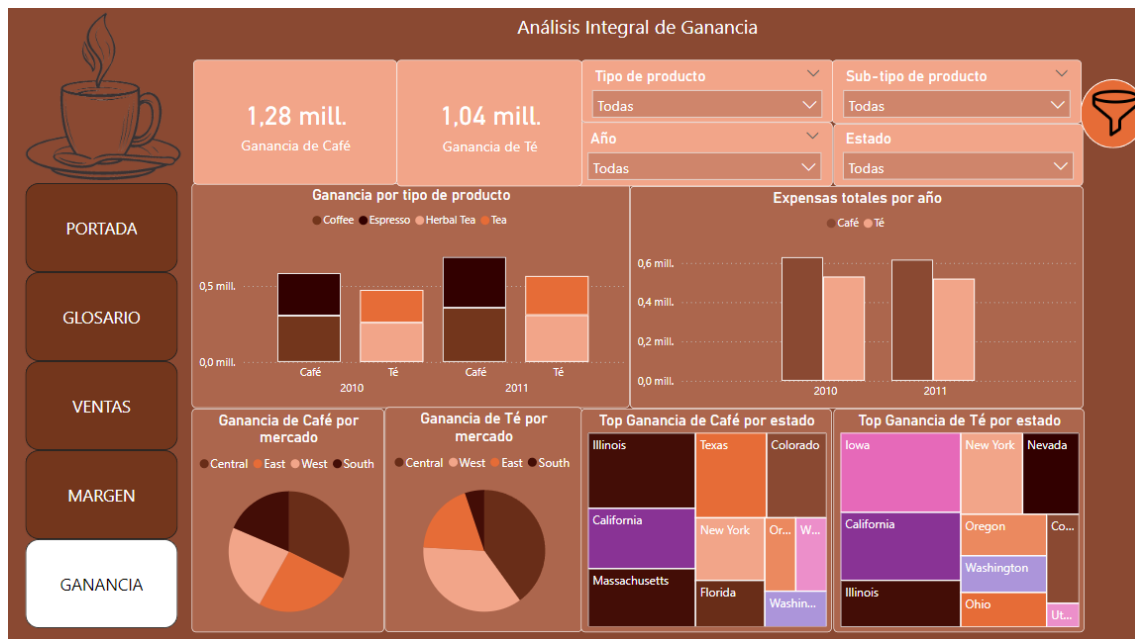 Análisis Integral de Ganancia
1,28 mill.
Ganancia de Café
1,04 mill.
Ganancia de Té
Tipo de producto
Todas
Sub-tipo de producto
Todas
Año
Todas
Estado
Todas
PORTADA
GLOSARIO
VENTAS
MARGEN
GANANCIA
Ganancia por tipo de producto
Coffee Espresso Herbal Tea Tea
0,5 mill.
0,0 mill.
Café Té Café Té
2010 2011
Expensas totales por año
Café Té
0,6 mill.
0,4 mill.
0,2 mill.
0,0 mill.
2010 2011
Ganancia de Café por
mercado
Central East West South
Ganancia de Té por
mercado
Central West East South
Top Ganancia de Café por estado
Illinois
California
Massachusetts
Texas
Colorado
New York
Florida
Or...
W...
Washin...
Top Ganancia de Té por estado
Iowa
California
Illinois
New York
Nevada
Oregon
Washington
Ohio
Co...
Ut...